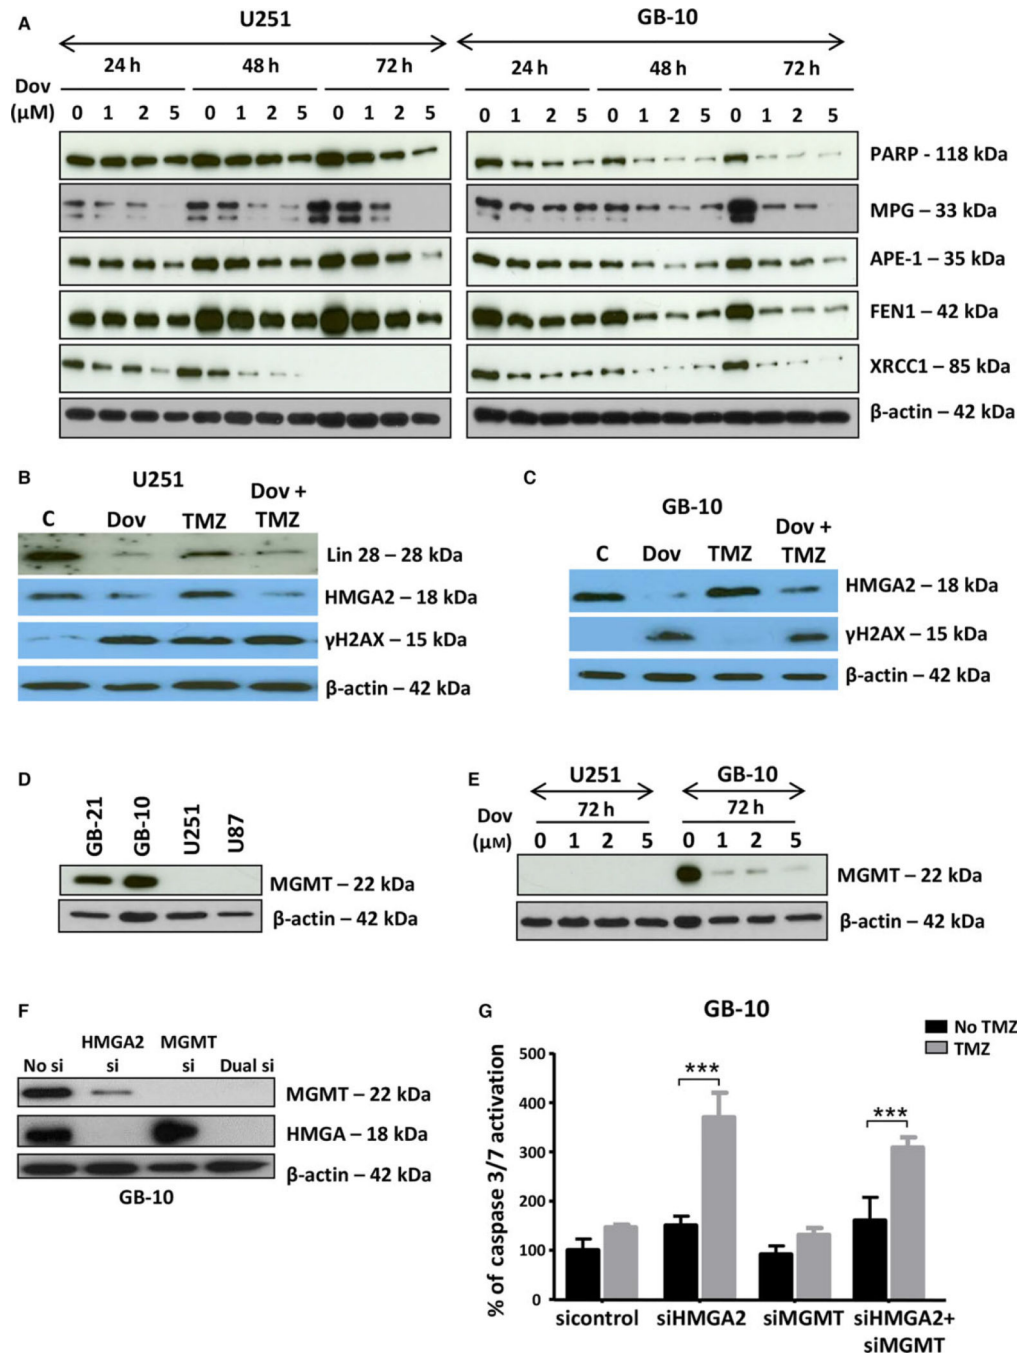 A
U251
GB-10
24 h 48 h 72 h 24 h 48 h 72 h
Dov
(μM) 0 1 2 5 0 1 2 5 0 1 2 5 0 1 2 5 0 1 2 5 0 1 2 5
PARP - 118 kDa
MPG – 33 kDa
APE-1 – 35 kDa
FEN1 – 42 kDa
XRCC1 – 85 kDa
β-actin – 42 kDa
B
U251
C Dov TMZ Dov +
TMZ
Lin 28 – 28 kDa
HMGA2 – 18 kDa
γH2AX – 15 kDa
β-actin – 42 kDa
C
GB-10
C Dov TMZ Dov +
TMZ
HMGA2 – 18 kDa
γH2AX – 15 kDa
β-actin – 42 kDa
D
GB-21 GB-10 U251 U87
MGMT – 22 kDa
β-actin – 42 kDa
E
U251 GB-10
Dov 72 h 72 h
(μM) 0 1 2 5 0 1 2 5
MGMT – 22 kDa
β-actin – 42 kDa
F
HMGA2 MGMT
No si si si Dual si
MGMT – 22 kDa
HMGA – 18 kDa
β-actin – 42 kDa
GB-10
G
GB-10
No TMZ
TMZ
% of caspase 3/7 activation
500
400
300
200
100
0
***
***
sicontrol siHMGA2 siMGMT siHMGA2+
siMGMT